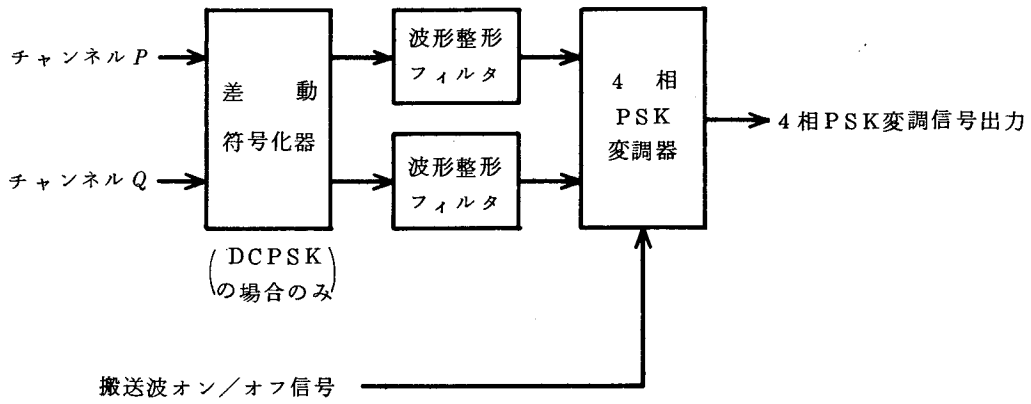 チャンネルP
チャンネルQ
差動
符号化器
(DCPSK
の場合のみ)
波形整形
フィルタ
波形整形
フィルタ
4相
PSK
変調器
4相PSK変調信号出力
搬送波オン／オフ信号